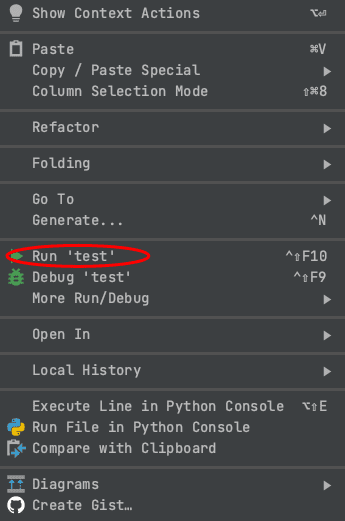 Show Context Actions ⌥⏎
Paste ⌘V
Copy / Paste Special
Column Selection Mode ⇧⌘8
Refactor
Folding
Go To
Generate... ^N
Run 'test' ^⇧F10
Debug 'test' ^⇧F9
More Run/Debug
Open In
Local History
Execute Line in Python Console ⌥⇧E
Run File in Python Console
Compare with Clipboard
Diagrams
Create Gist…